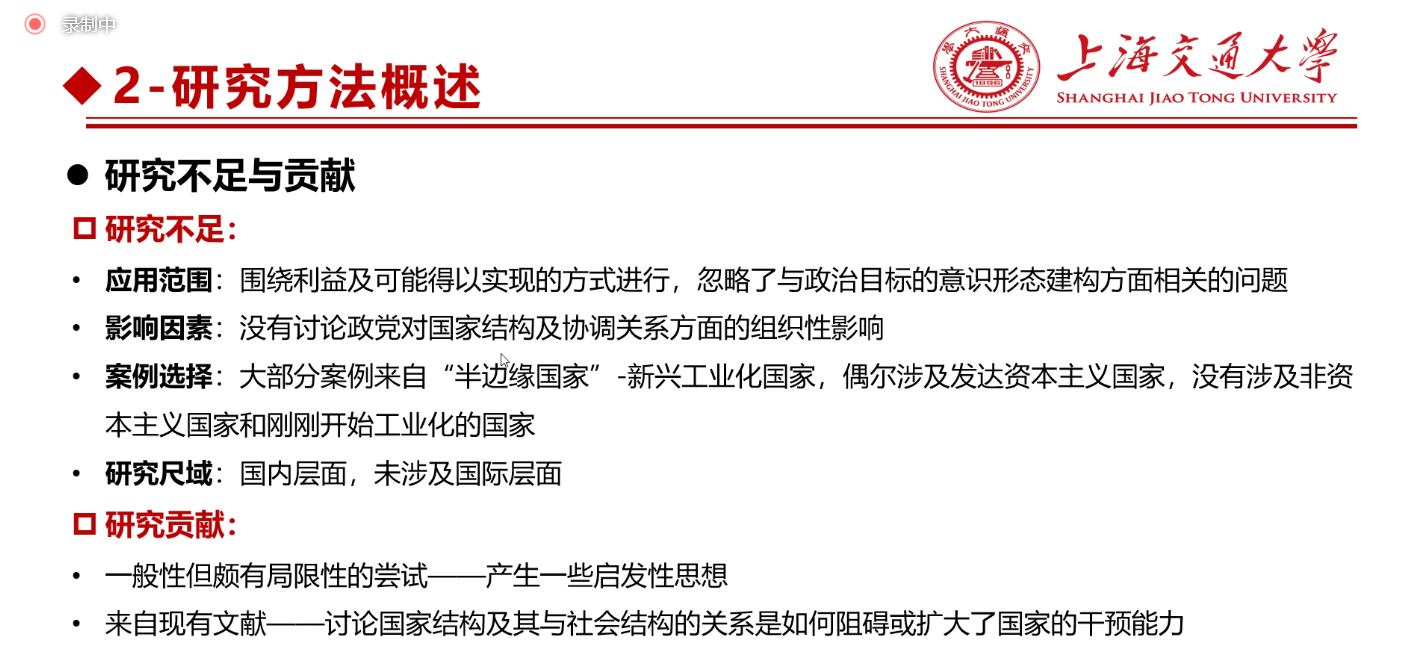 录制中
2-研究方法概述
上海交通大学
SHANGHAI JIAO TONG UNIVERSITY
1896
SHANGHAI JIAO TONG UNIVERSITY
研究不足与贡献
研究不足：
• 应用范围：围绕利益及可能得以实现的方式进行，忽略了与政治目标的意识形态建构方面相关的问题
• 影响因素：没有讨论政党对国家结构及协调关系方面的组织性影响
• 案例选择：大部分案例来自“半边缘国家”-新兴工业化国家，偶尔涉及发达资本主义国家，没有涉及非资
本主义国家和刚刚开始工业化的国家
• 研究尺域：国内层面，未涉及国际层面
研究贡献：
• 一般性但颇有局限性的尝试——产生一些启发性思想
• 来自现有文献——讨论国家结构及其与社会结构的关系是如何阻碍或扩大了国家的干预能力